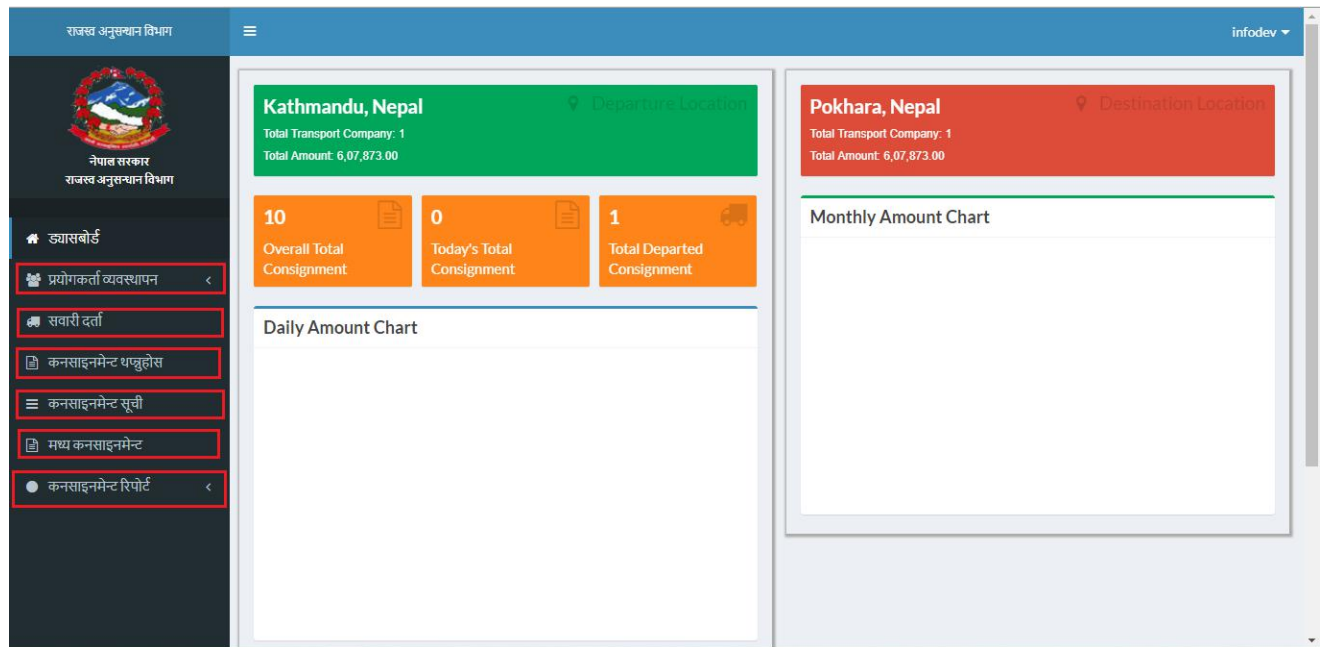 राजस्व अनुसन्धान विभाग
infodev
नेपाल सरकार
राजस्व अनुसन्धान विभाग
ड्यासबोर्ड
प्रयोगकर्ता व्यवस्थापन
सवारी दर्ता
कनसाइनमेन्ट थप्नुहोस
कनसाइनमेन्ट सूची
मध्य कनसाइनमेन्ट
कनसाइनमेन्ट रिपोर्ट
Kathmandu, Nepal
Departure Location
Total Transport Company: 1
Total Amount: 6,07,873.00
10
Overall Total
Consignment
0
Today's Total
Consignment
1
Total Departed
Consignment
Daily Amount Chart
Pokhara, Nepal
Destination Location
Total Transport Company: 1
Total Amount: 6,07,873.00
Monthly Amount Chart